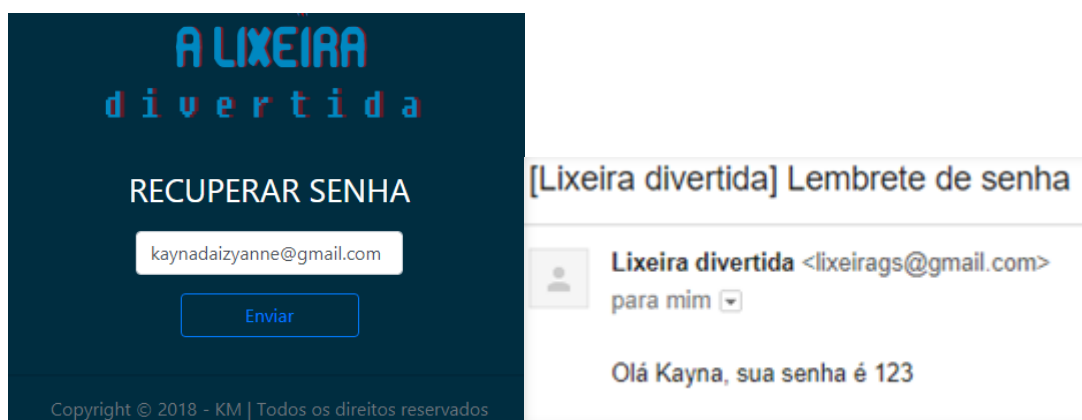 A LIXEIRA
divertida
RECUPERAR SENHA
kaynadaizyanne@gmail.com
Enviar
Copyright © 2018 - KM | Todos os direitos reservados
[Lixeira divertida] Lembrete de senha
Lixeira divertida <lixeirags@gmail.com>
para mim
Olá Kayna, sua senha é 123